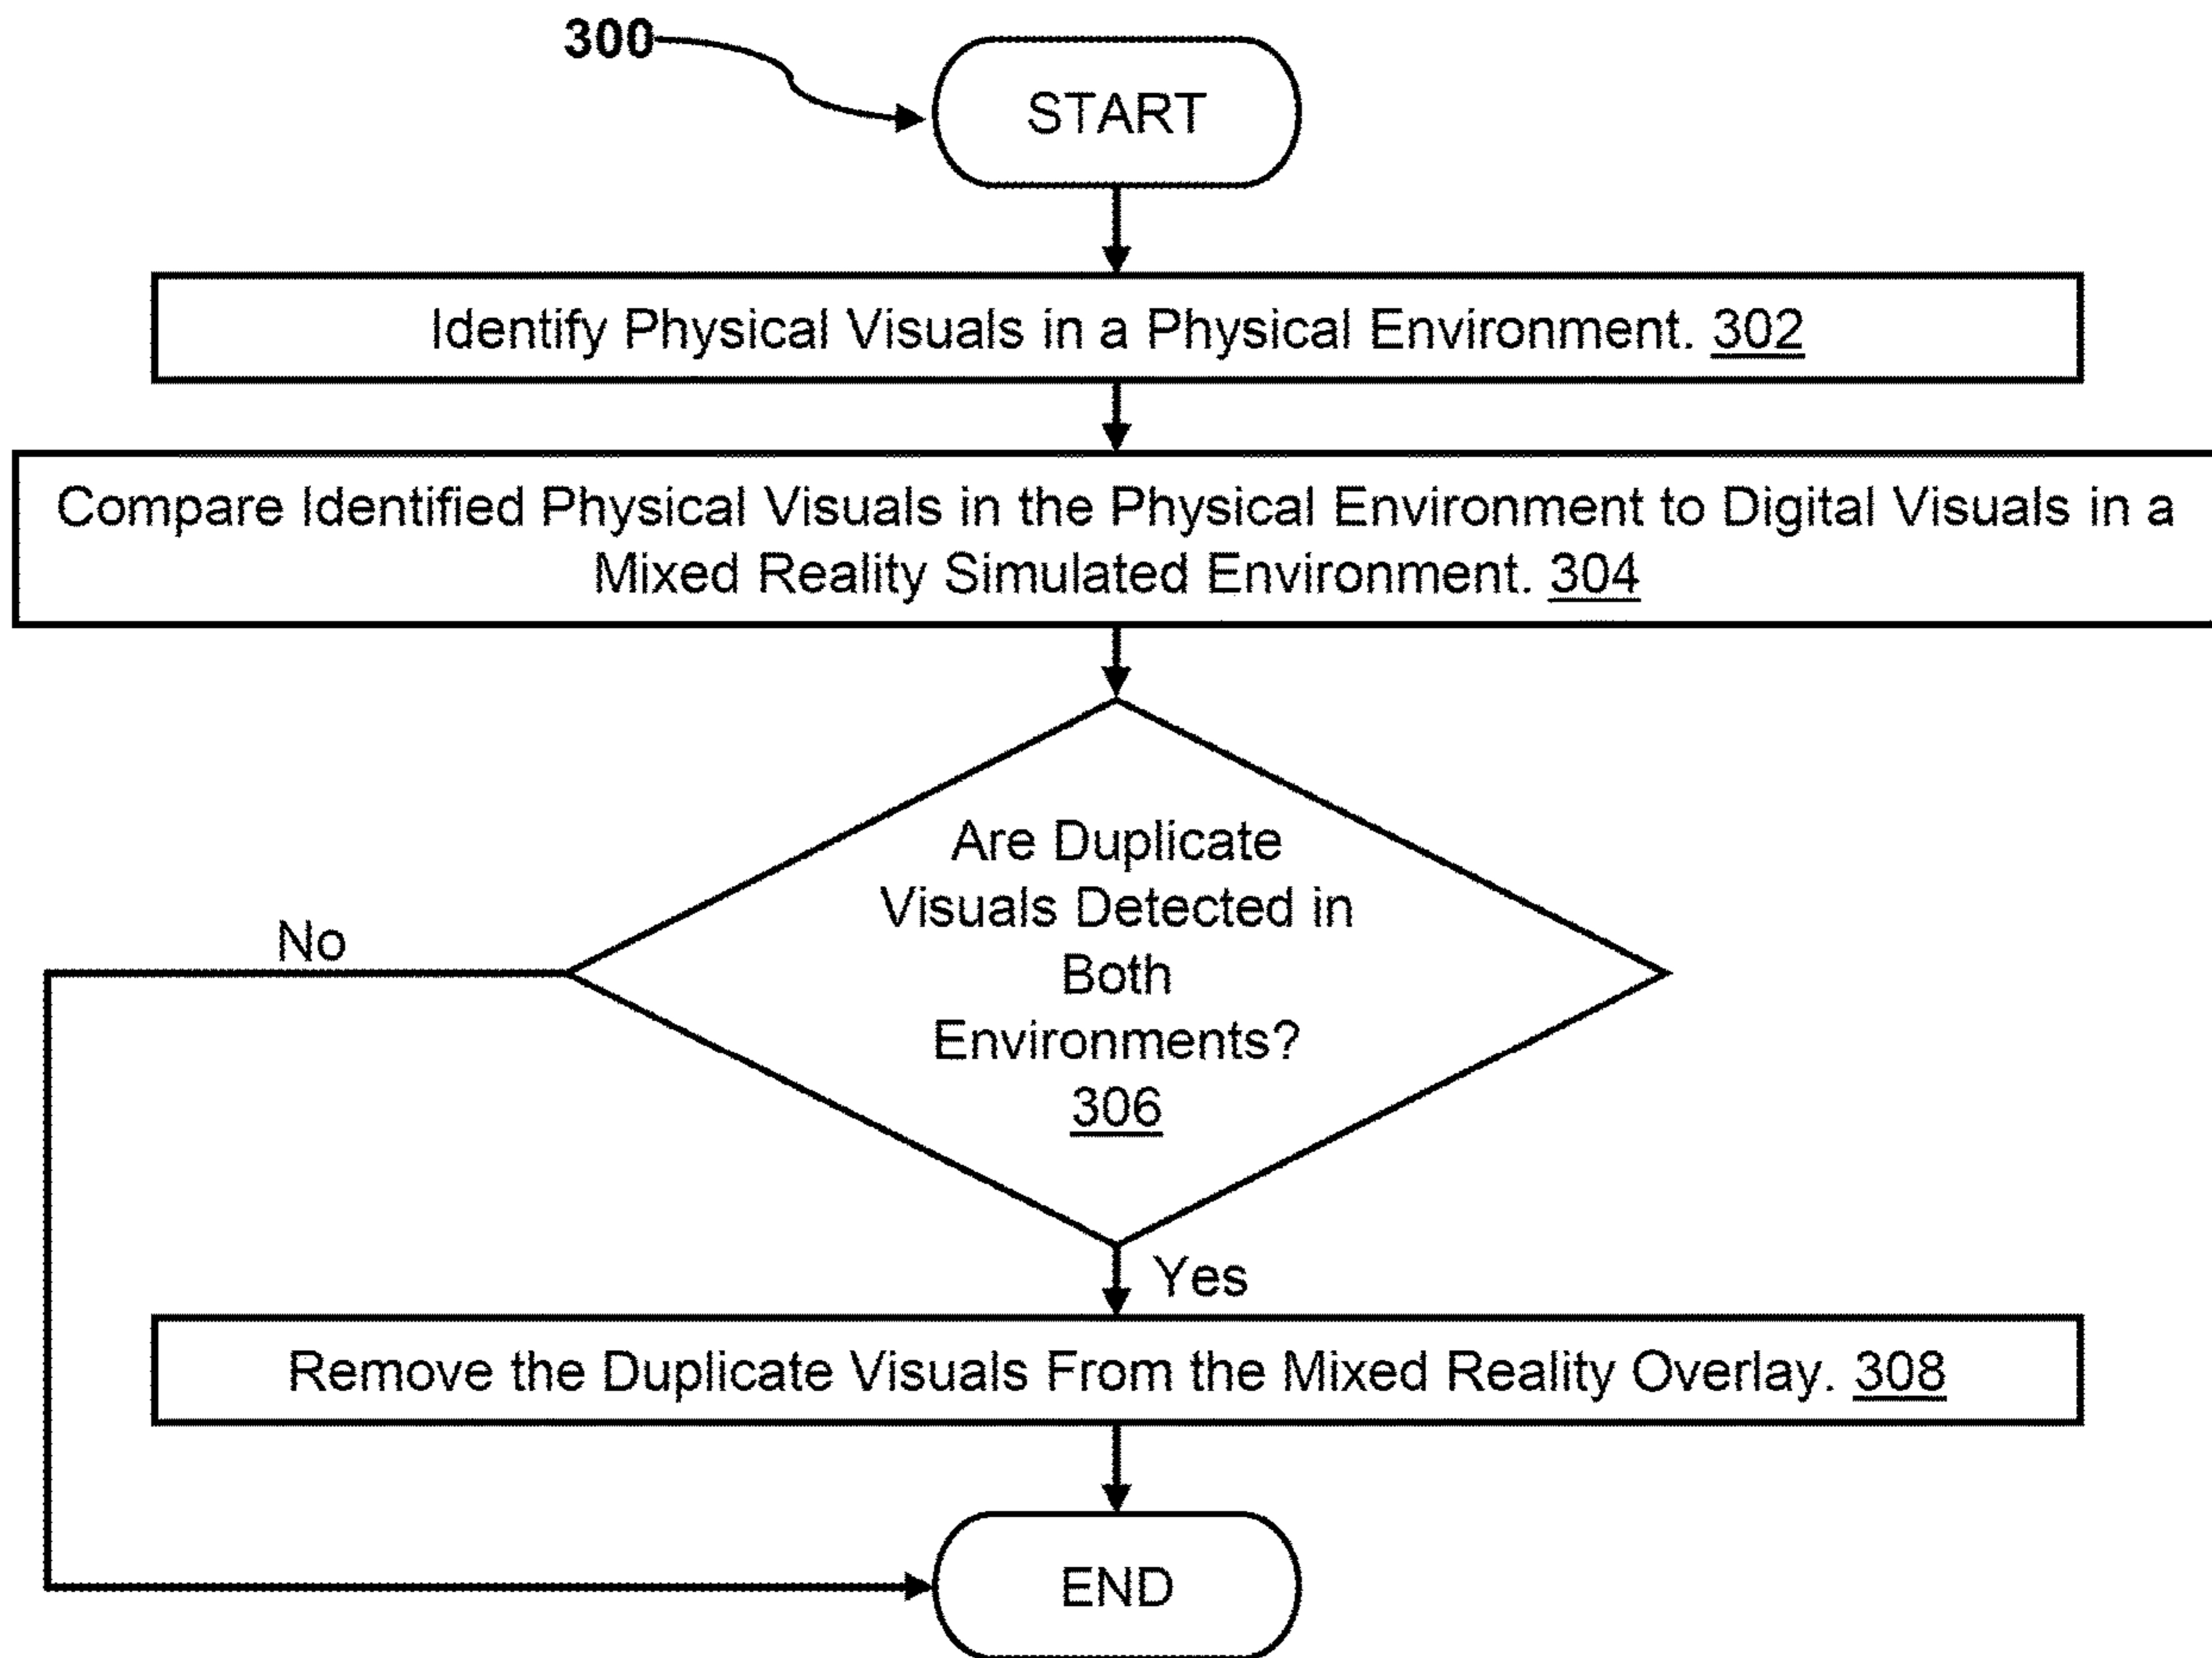 300
START
Identify Physical Visuals in a Physical Environment. 302
Compare Identified Physical Visuals in the Physical Environment to Digital Visuals in a
Mixed Reality Simulated Environment. 304
Are Duplicate
Visuals Detected in
Both
Environments?
306
No
Yes
Remove the Duplicate Visuals From the Mixed Reality Overlay. 308
END